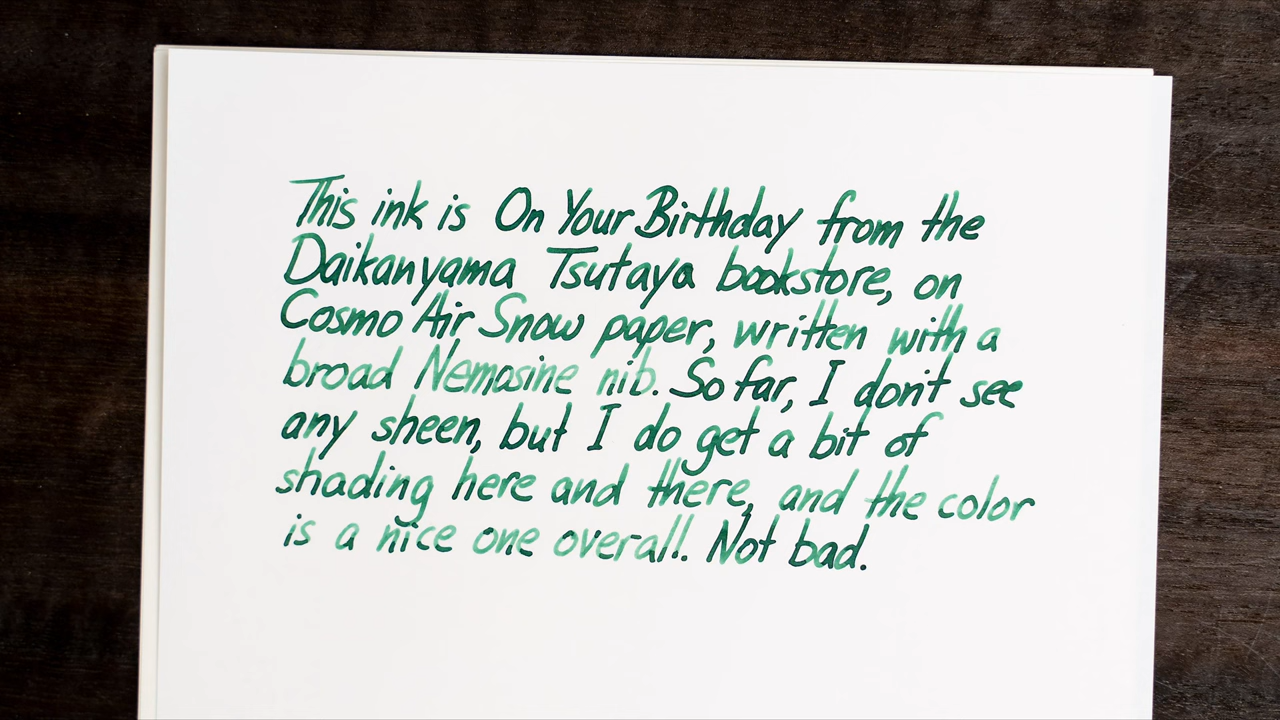 This ink is On Your Birthday from the
Daikanyama Tsutaya bookstore, on
Cosmo Air Snow paper, written with a
broad Nemosine nib. So far, I don't see
any sheen, but I do get a bit of
shading here and there, and the color
is a nice one overall. Not bad.